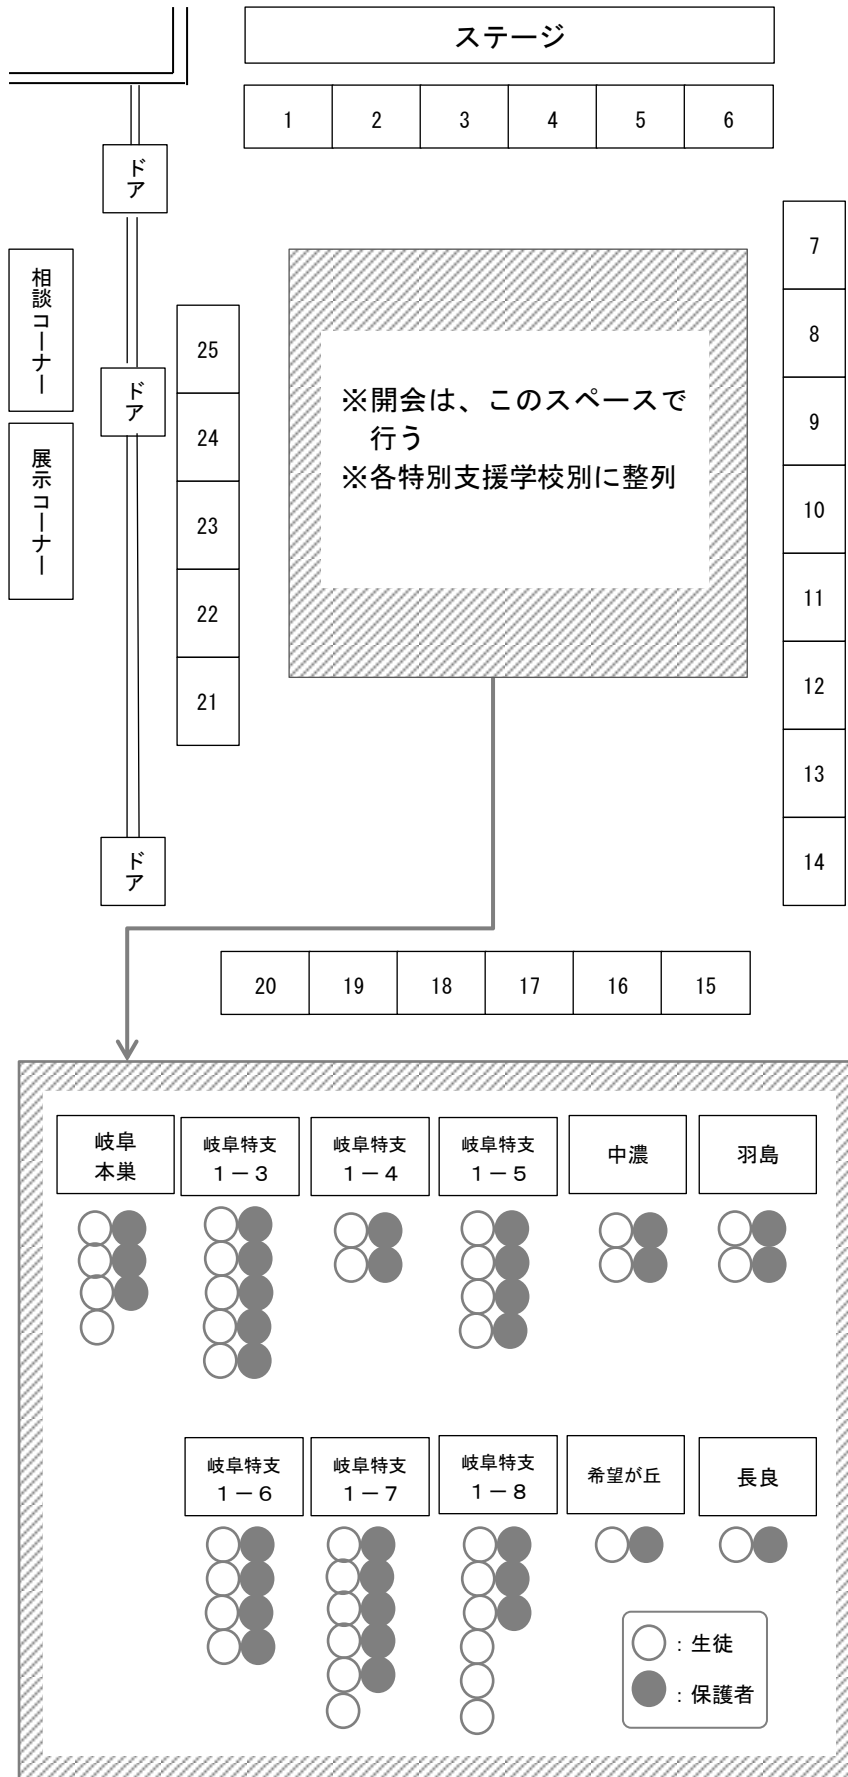 ステージ
1 2 3 4 5 6
ドア
相談コーナー
展示コーナー
ドア
ドア
25
24
23
22
21
※開会は、このスペースで
行う
※各特別支援学校別に整列
7
8
9
10
11
12
13
14
20 19 18 17 16 15
岐阜
本巣
岐阜特支
1－3
岐阜特支
1－4
岐阜特支
1－5
中濃
羽島
岐阜特支
1－6
岐阜特支
1－7
岐阜特支
1－8
希望が丘
長良
：生徒
：保護者